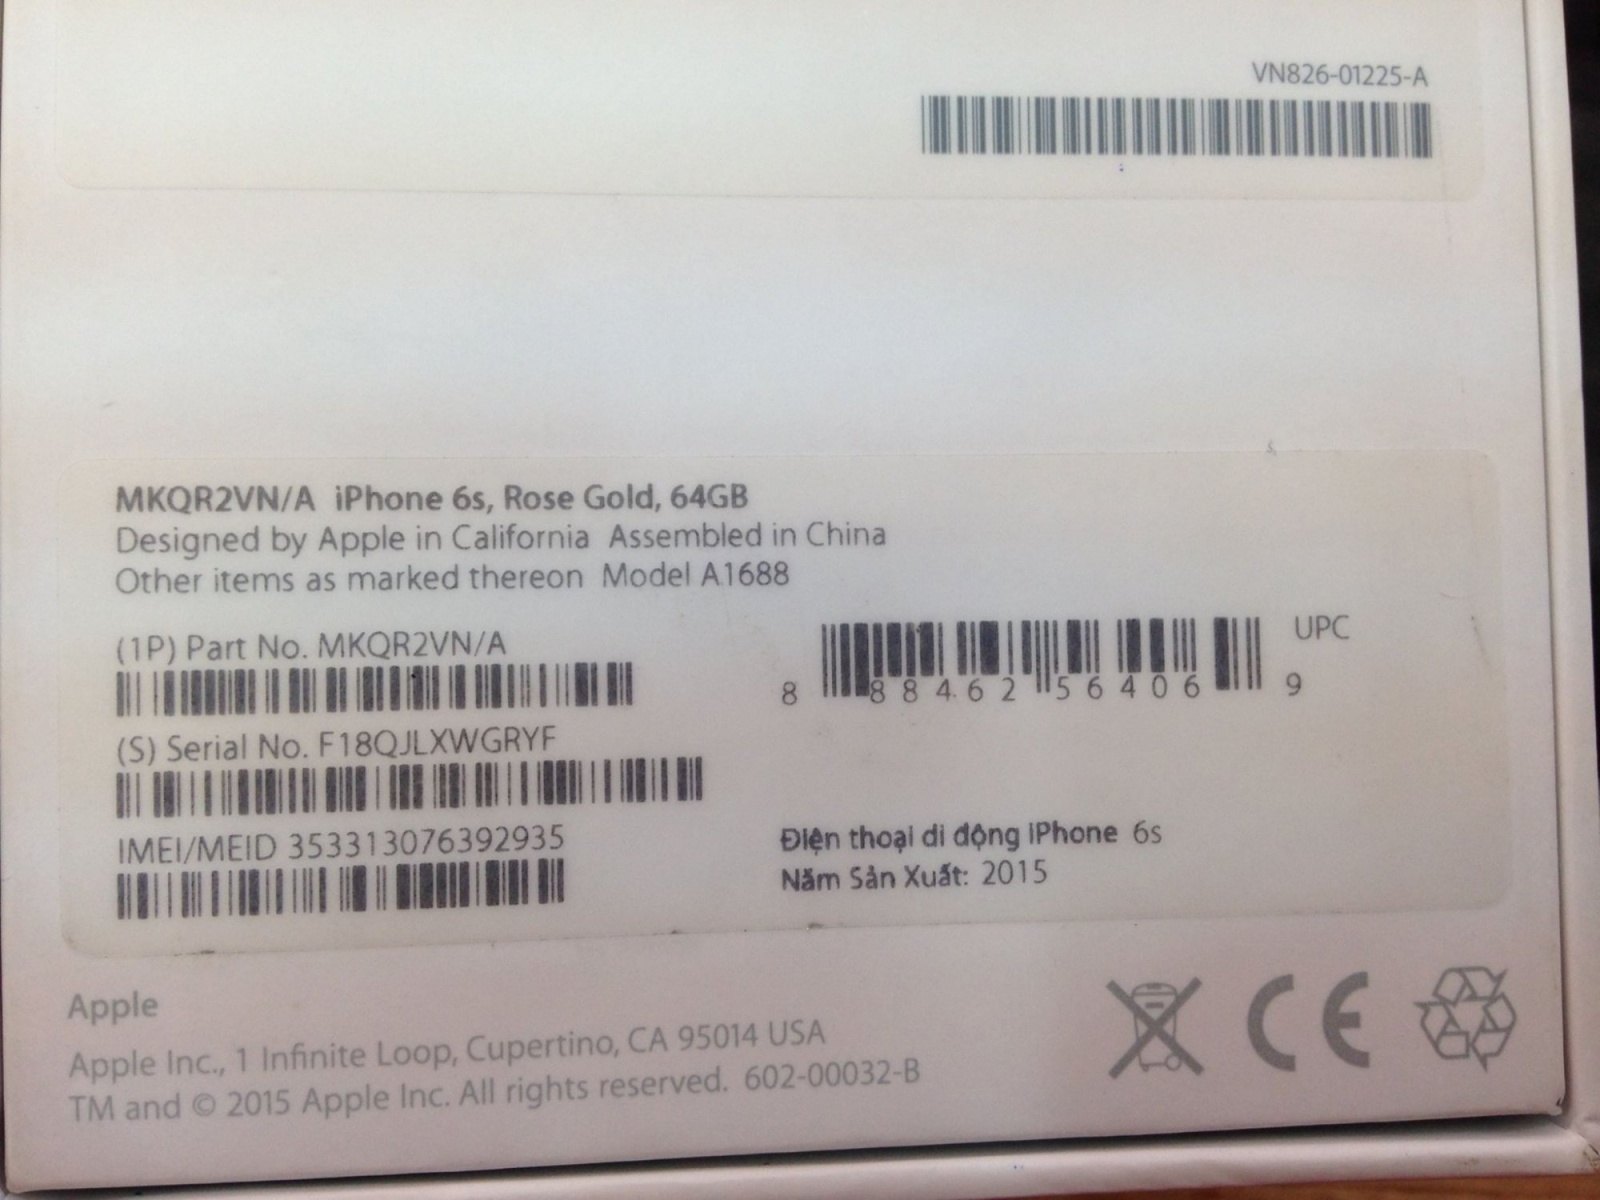 VN826-01225-A
MKQR2VN/A iPhone 6s, Rose Gold, 64GB
Designed by Apple in California Assembled in China
Other items as marked thereon Model A1688
(1P) Part No. MKQR2VN/A
UPC
8 88462 56406 9
(S) Serial No. F18QJLXWGRYF
IMEI/MEID 353313076392935
Điện thoại di động iPhone 6s
Năm Sản Xuất: 2015
Apple
Apple Inc., 1 Infinite Loop, Cupertino, CA 95014 USA
TM and © 2015 Apple Inc. All rights reserved. 602-00032-B
CE